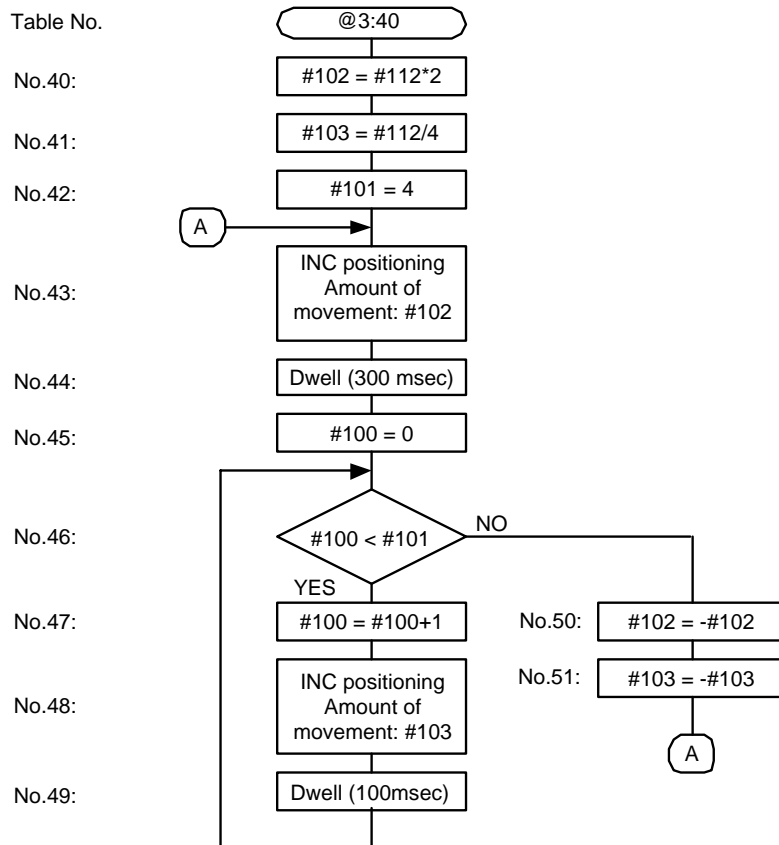 Table No.
@3:40
No.40:
#102 = #112*2
No.41:
#103 = #112/4
No.42:
#101 = 4
A
No.43:
INC positioning
Amount of
movement: #102
No.44:
Dwell (300 msec)
No.45:
#100 = 0
No.46:
#100 < #101
NO
YES
No.47:
#100 = #100+1
No.50:
#102 = -#102
No.48:
INC positioning
Amount of
movement: #103
No.51:
#103 = -#103
A
No.49:
Dwell (100msec)